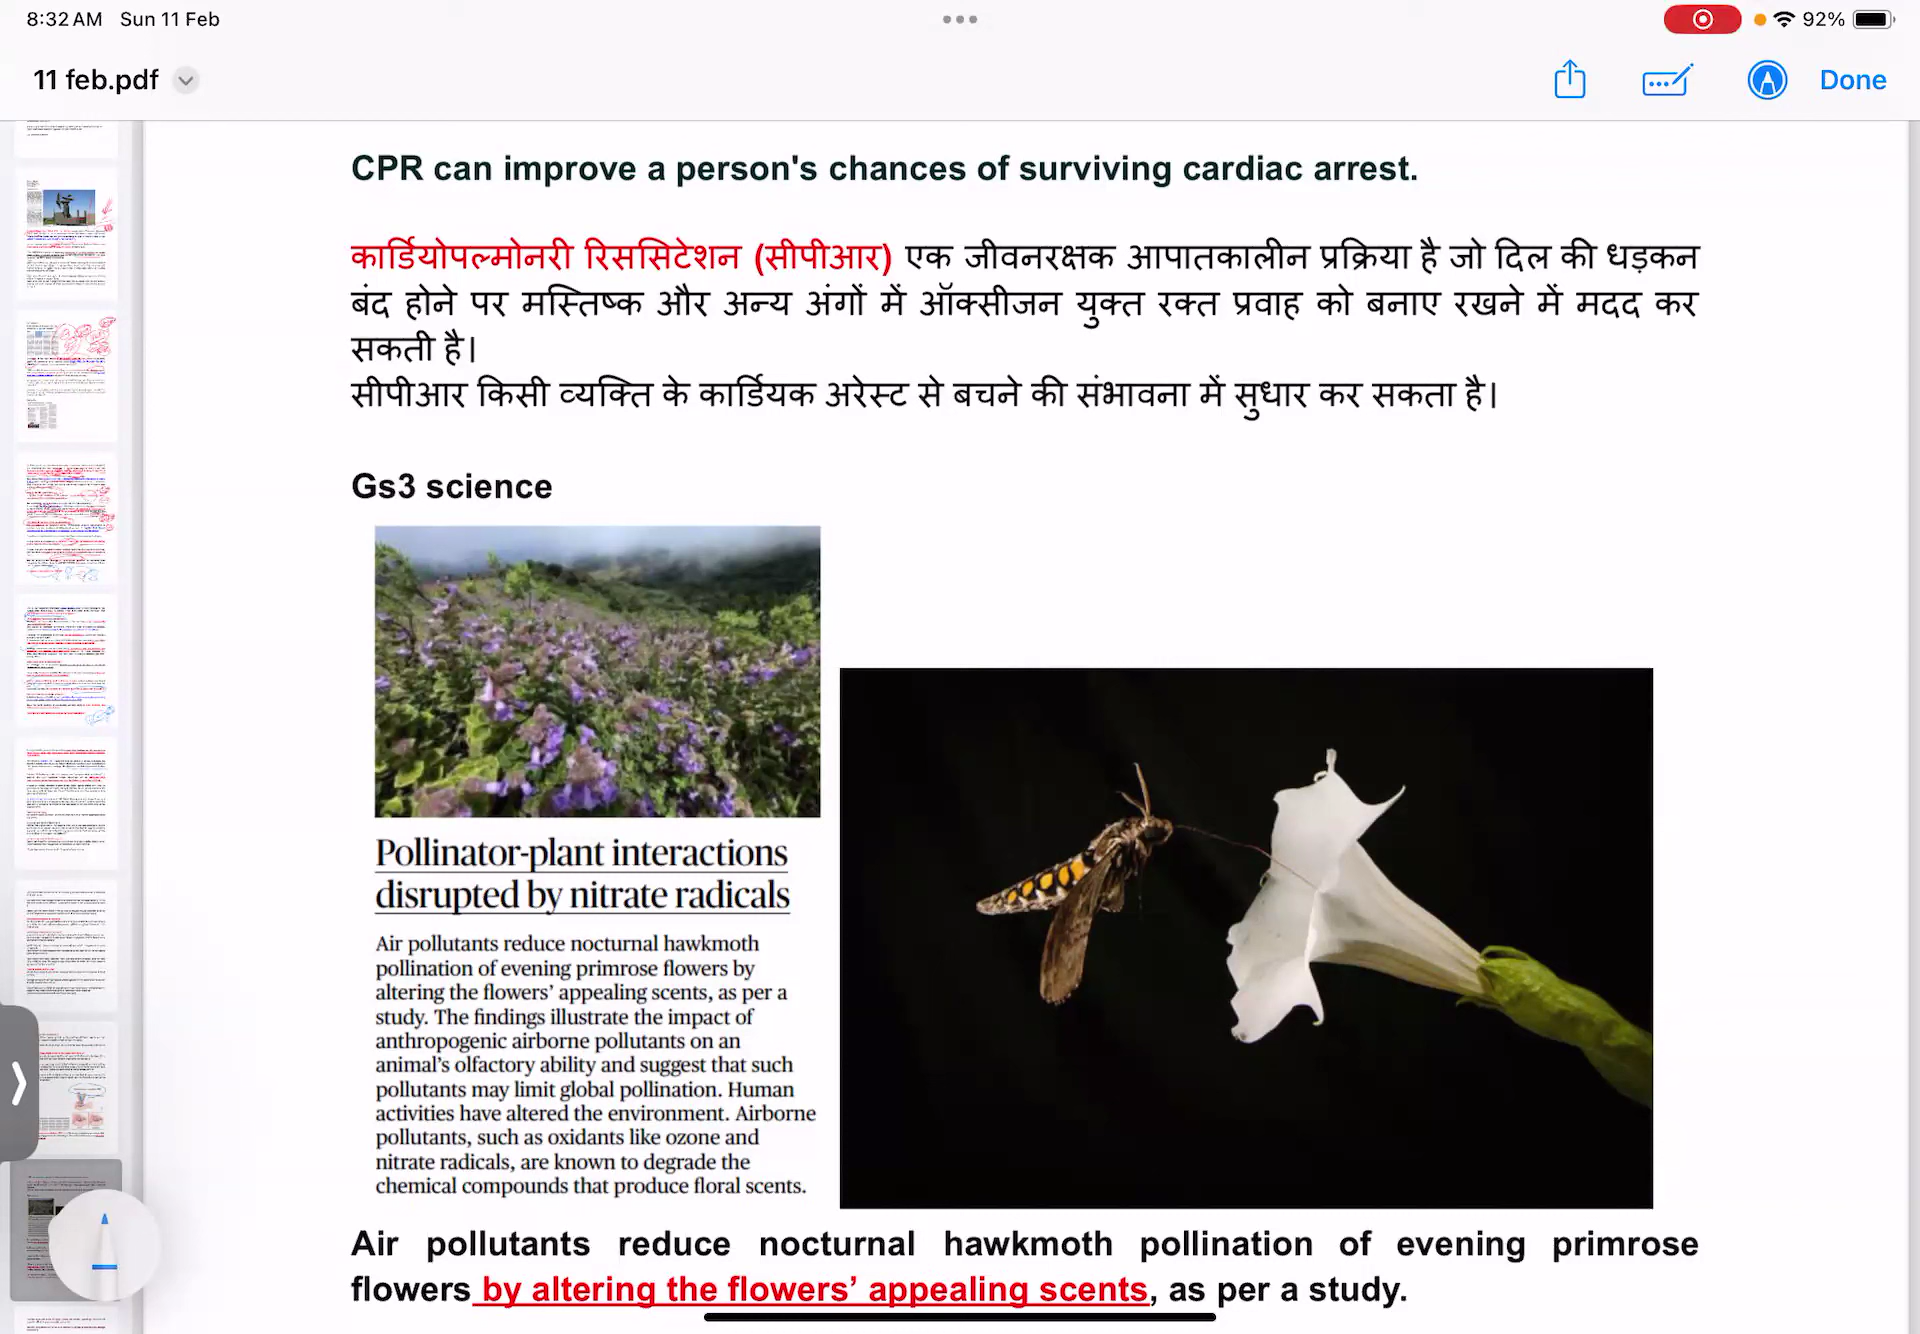 8:32 AM Sun 11 Feb
92%
11 feb.pdf
Done
CPR can improve a person's chances of surviving cardiac arrest.
कार्डियोपल्मोनरी रिससिटेशन (सीपीआर) एक जीवनरक्षक आपातकालीन प्रक्रिया है जो दिल की धड़कन
बंद होने पर मस्तिष्क और अन्य अंगों में ऑक्सीजन युक्त रक्त प्रवाह को बनाए रखने में मदद कर
सकती है।
सीपीआर किसी व्यक्ति के कार्डियक अरेस्ट से बचने की संभावना में सुधार कर सकता है।
Gs3 science
Pollinator-plant interactions
disrupted by nitrate radicals
Air pollutants reduce nocturnal hawkmoth
pollination of evening primrose flowers by
altering the flowers’ appealing scents, as per a
study. The findings illustrate the impact of
anthropogenic airborne pollutants on an
animal’s olfactory ability and suggest that such
pollutants may limit global pollination. Human
activities have altered the environment. Airborne
pollutants, such as oxidants like ozone and
nitrate radicals, are known to degrade the
chemical compounds that produce floral scents.
Air pollutants reduce nocturnal hawkmoth pollination of evening primrose
flowers by altering the flowers’ appealing scents, as per a study.